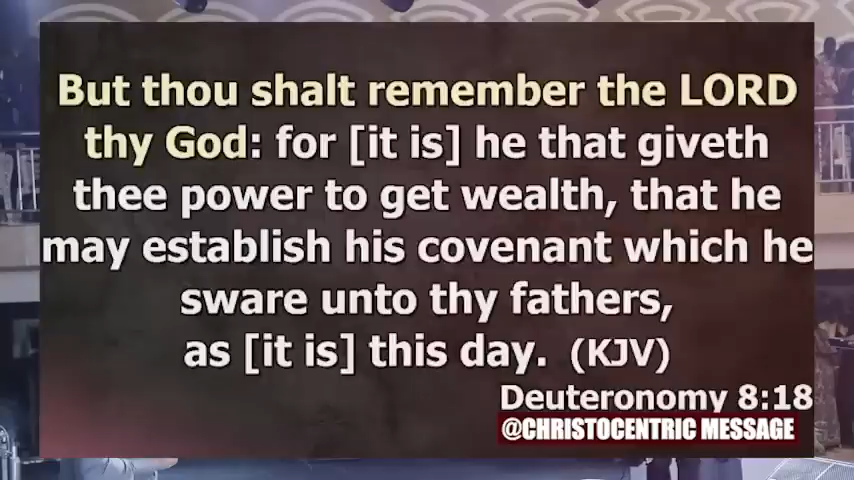 But thou shalt remember the LORD
thy God: for [it is] he that giveth
thee power to get wealth, that he
may establish his covenant which he
sware unto thy fathers,
as [it is] this day. (KJV)
Deuteronomy 8:18
@CHRISTOCENTRIC MESSAGE